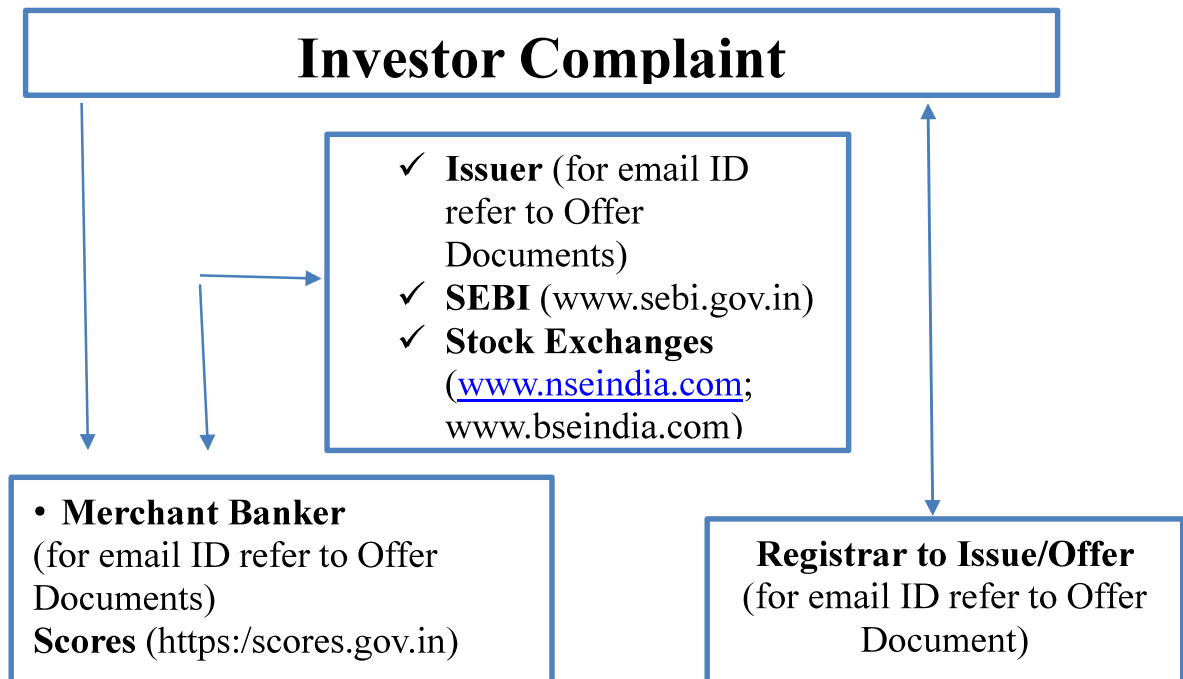 Investor Complaint
✓ Issuer (for email ID
refer to Offer
Documents)
✓ SEBI (www.sebi.gov.in)
✓ Stock Exchanges
(www.nseindia.com;
www.bseindia.com)
• Merchant Banker
(for email ID refer to Offer
Documents)
Scores (https:/scores.gov.in)
Registrar to Issue/Offer
(for email ID refer to Offer
Document)